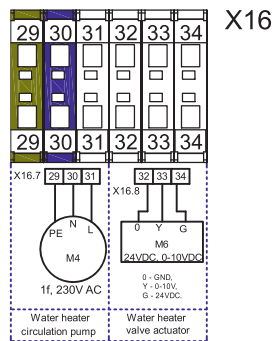 X16
29 30 31 32 33 34
29 30 31 32 33 34
X16.7 29 30 31
X16.8 32 33 34
PE N L
M4
1f, 230V AC
0 Y G
M6
24VDC, 0-10VDC
0 - GND,
Y - 0-10V,
G - 24VDC.
Water heater
circulation pump
Water heater
valve actuator